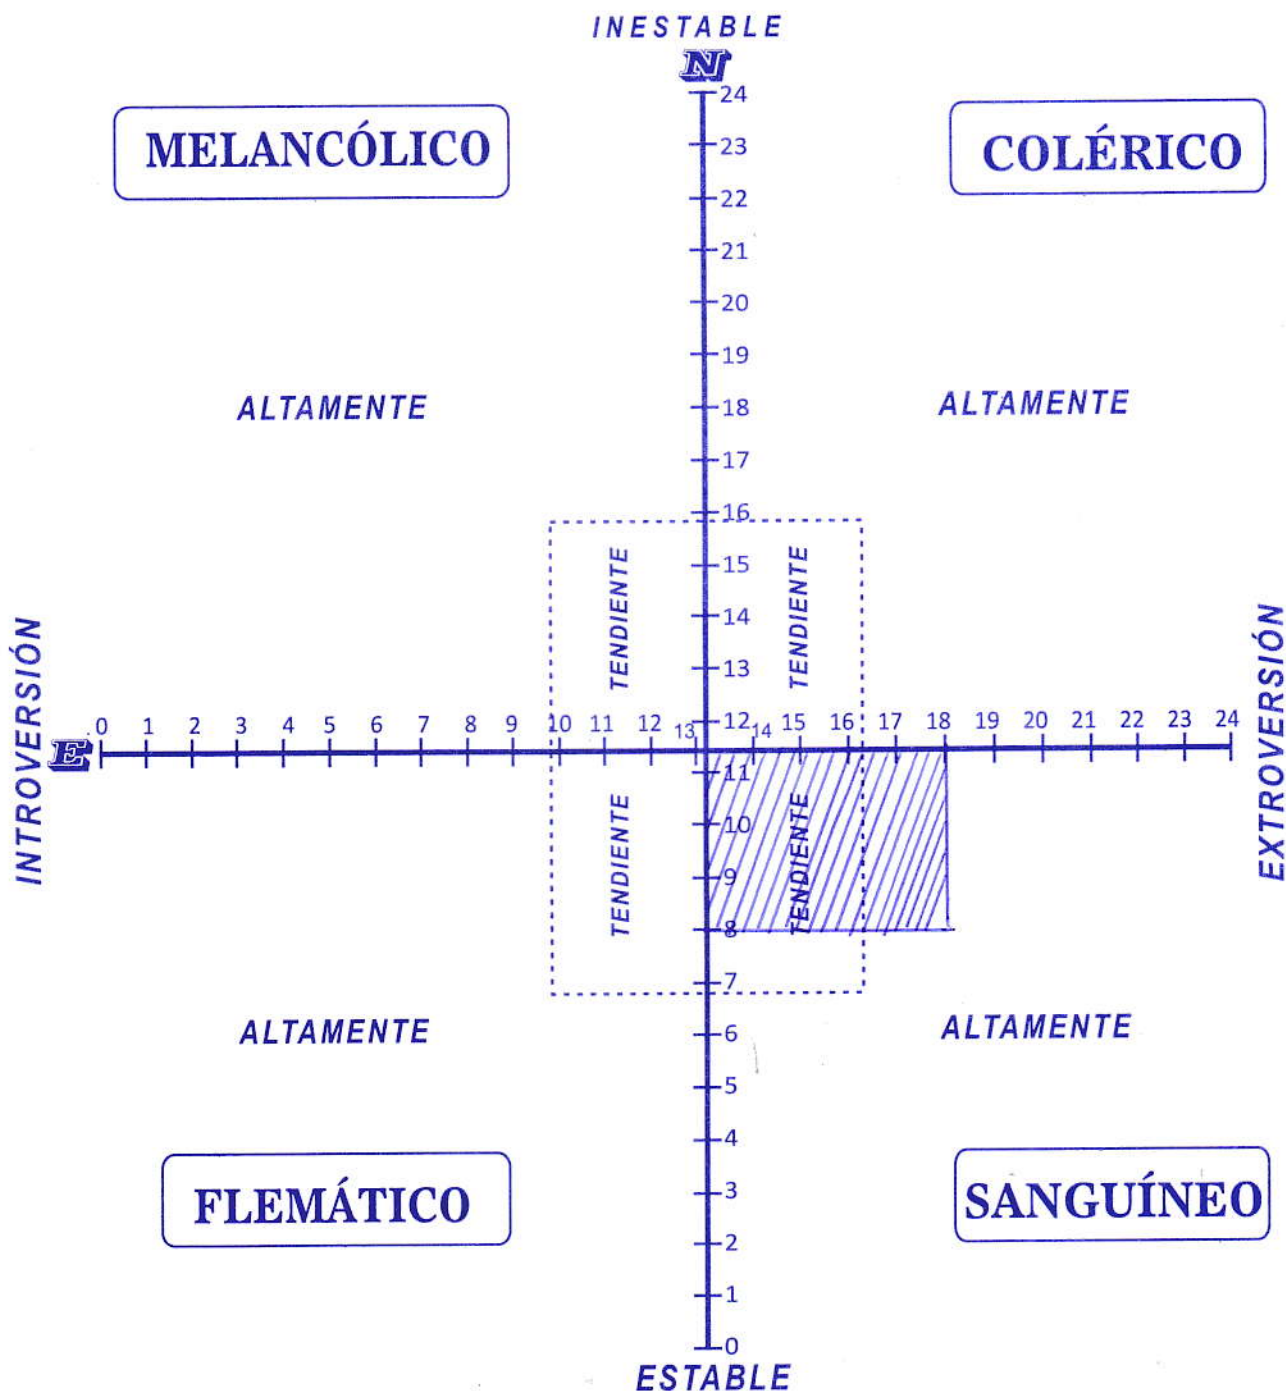 INESTABLE
N
24
MELANCÓLICO
COLÉRICO
23
22
21
20
19
ALTAMENTE
18
ALTAMENTE
17
16
TENDIENTE
15
TENDIENTE
14
13
INTROVERSIÓN
EXTROVERSIÓN
12
E
0 1 2 3 4 5 6 7 8 9 10 11 12 13 14 15 16 17 18 19 20 21 22 23 24
11
TENDIENTE
10
TENDIENTE
9
8
7
ALTAMENTE
6
ALTAMENTE
5
4
FLEMÁTICO
3
SANGUÍNEO
2
1
0
ESTABLE